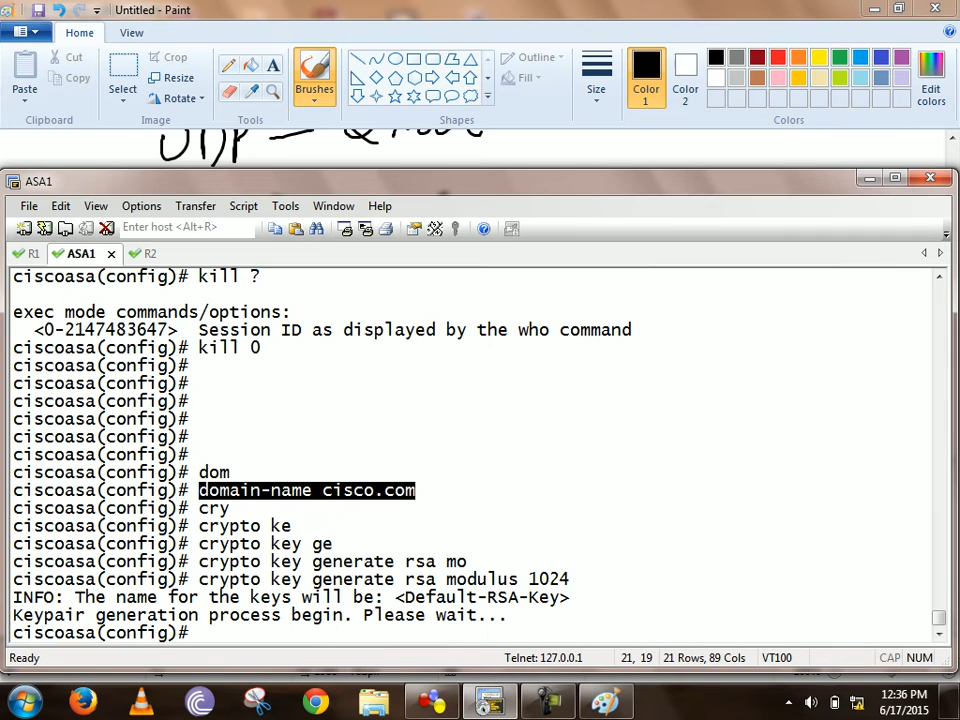 Untitled - Paint
Home
View
Paste
Cut
Copy
Clipboard
Select
Crop
Resize
Rotate
Image
A
Tools
Brushes
Shapes
Outline
Fill
Size
Color 1
Color 2
Edit colors
Colors
UDP —
ASA1
File Edit View Options Transfer Script Tools Window Help
Enter host <Alt+R>
R1 ASA1 R2
ciscoasa(config)# kill ?
exec mode commands/options:
<0-2147483647> Session ID as displayed by the who command
ciscoasa(config)# kill 0
ciscoasa(config)#
ciscoasa(config)#
ciscoasa(config)#
ciscoasa(config)#
ciscoasa(config)#
ciscoasa(config)#
ciscoasa(config)# dom
ciscoasa(config)# domain-name cisco.com
ciscoasa(config)# cry
ciscoasa(config)# crypto ke
ciscoasa(config)# crypto key ge
ciscoasa(config)# crypto key generate rsa mo
ciscoasa(config)# crypto key generate rsa modulus 1024
INFO: The name for the keys will be: <Default-RSA-Key>
Keypair generation process begin. Please wait...
ciscoasa(config)#
Ready
Telnet: 127.0.0.1
21, 19
21 Rows, 89 Cols
VT100
CAP NUM
12:36 PM
6/17/2015